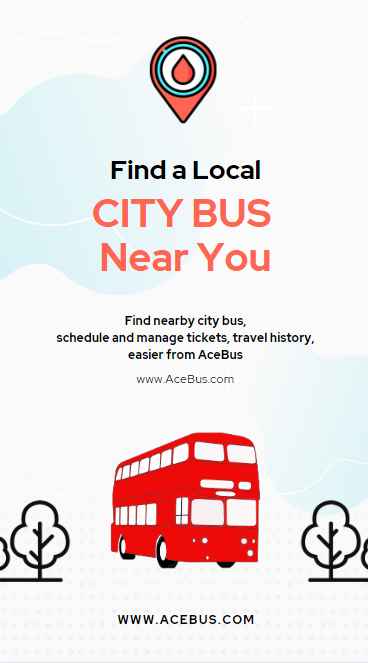 Find a Local
CITY BUS
Near You
Find nearby city bus,
schedule and manage tickets, travel history,
easier from AceBus
www.AceBus.com
WWW.ACEBUS.COM